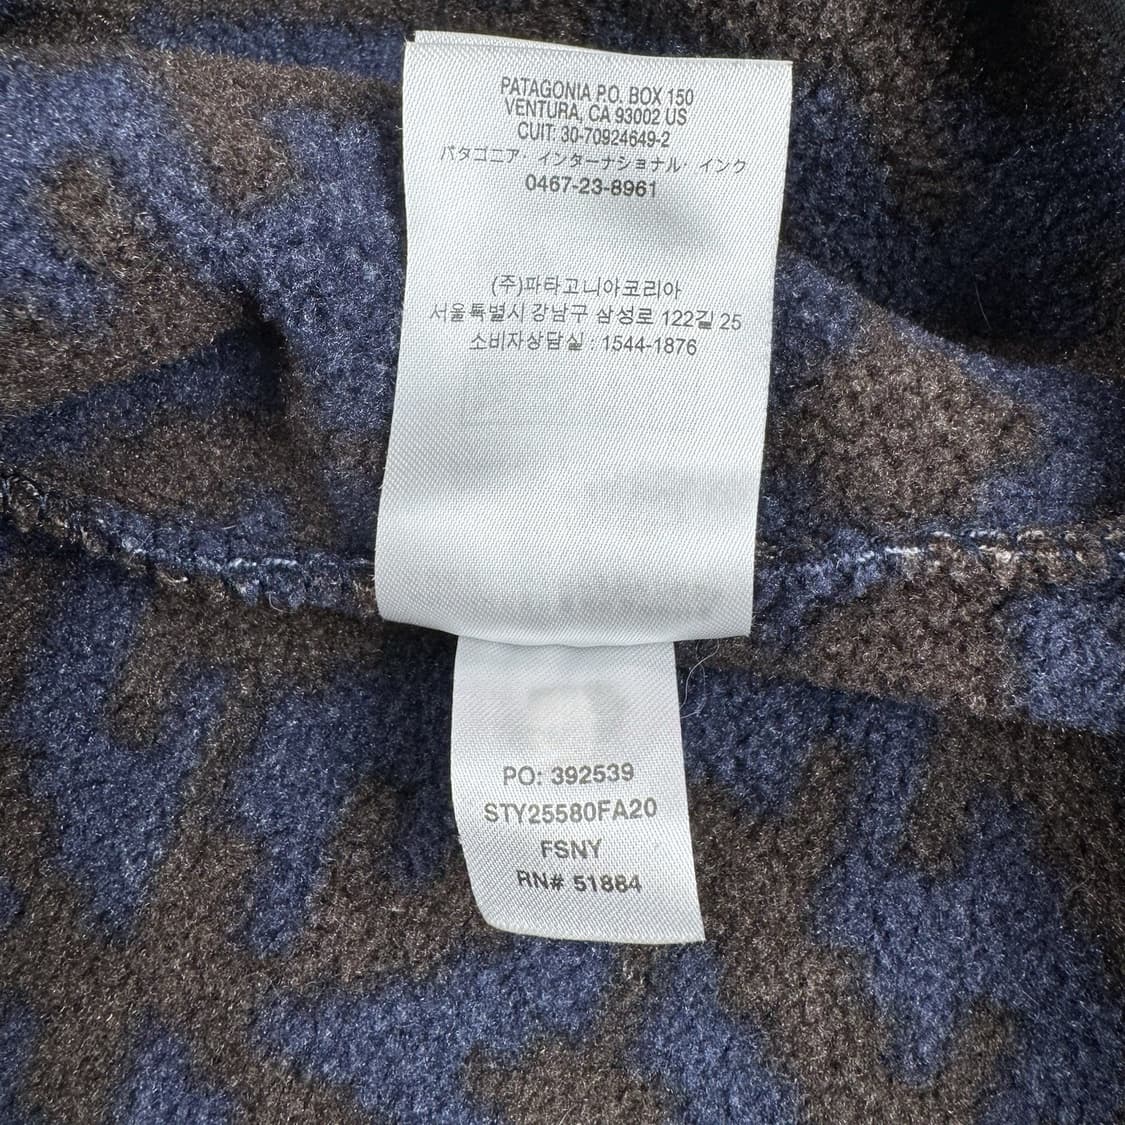 PATAGONIA P.O. BOX 150
VENTURA, CA 93002 US
CUIT: 30-70924649-2
パタゴニア・インターナショナル・インク
0467-23-8961
(주)파타고니아코리아
서울특별시 강남구 삼성로 122길 25
소비자상담실 : 1544-1876
PO: 392539
STY25580FA20
FSNY
RN# 51884